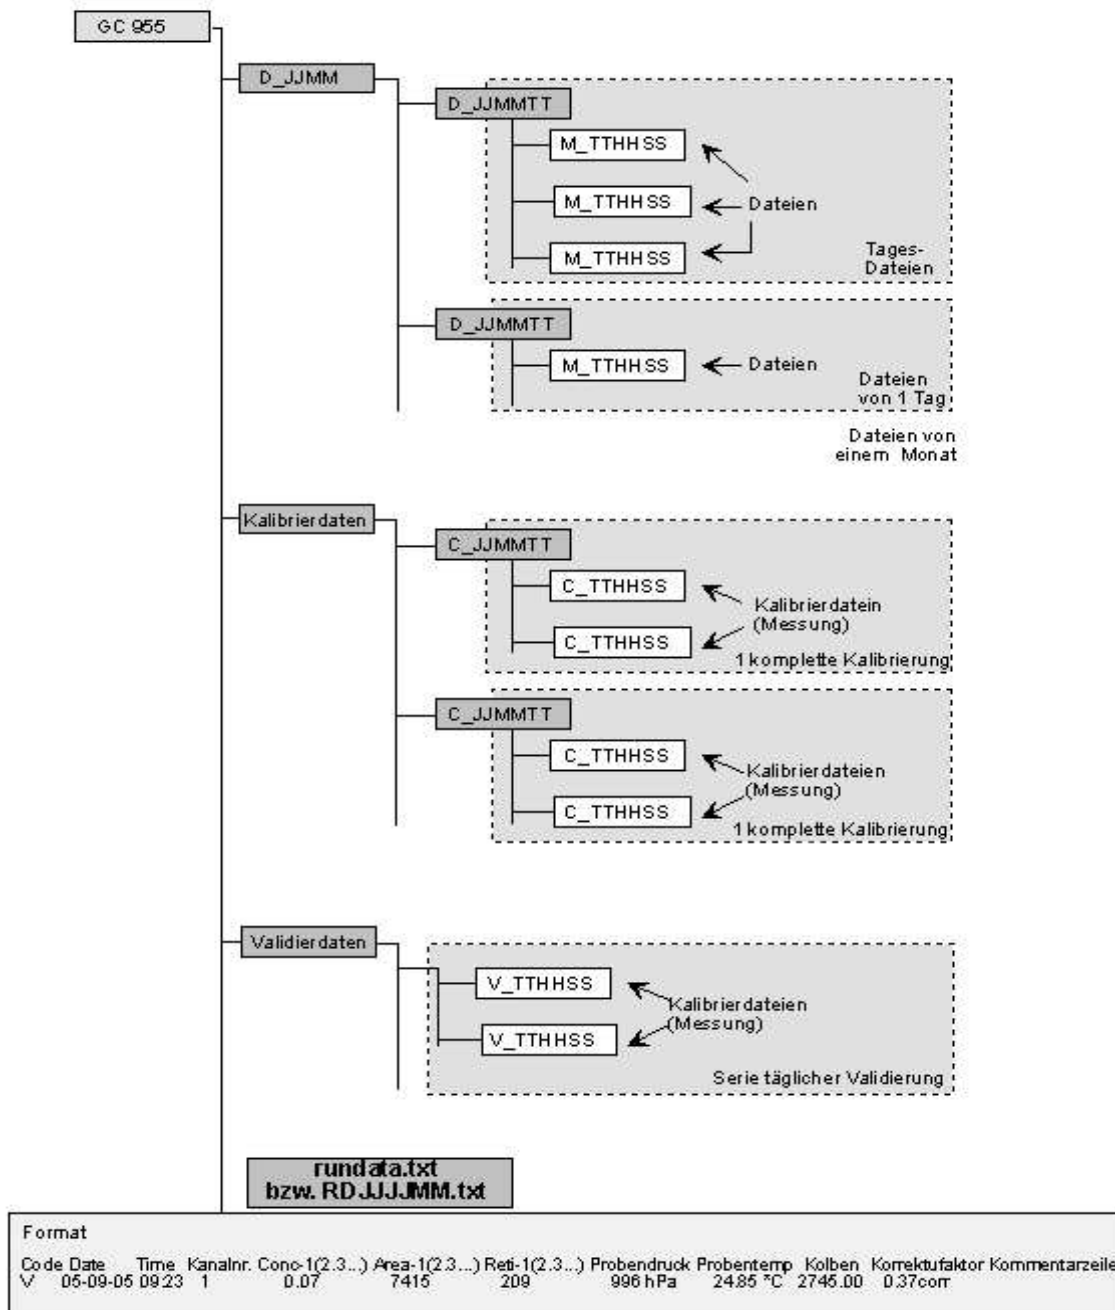 GC 955
D_JJMM
D_JJMMTT
M_TTHHSS
M_TTHHSS
Dateien
M_TTHHSS
Tages-
Dateien
D_JJMMTT
M_TTHHSS
Dateien
Dateien
von 1 Tag
Dateien von
einem Monat
Kalibrierdaten
C_JJMMTT
C_TTHHSS
Kalibrierdatein
(Messung)
C_TTHHSS
1 komplette Kalibrierung
C_JJMMTT
C_TTHHSS
Kalibrierdateien
(Messung)
C_TTHHSS
1 komplette Kalibrierung
Validierdaten
V_TTHHSS
Kalibrierdateien
(Messung)
V_TTHHSS
Serie täglicher Validierung
rundata.txt
bzw. RDJJJJMM.txt
Format
Code Date Time Kanalnr. Conc-1(2.3...) Area-1(2.3...) Reti-1(2.3...) Probendruck Probentemp Kolben Korrektufaktor Kommentarzeile
V 05-09-05 09:23 1 0.07 7415 209 996 hPa 24.85 °C 2745.00 0.37corr